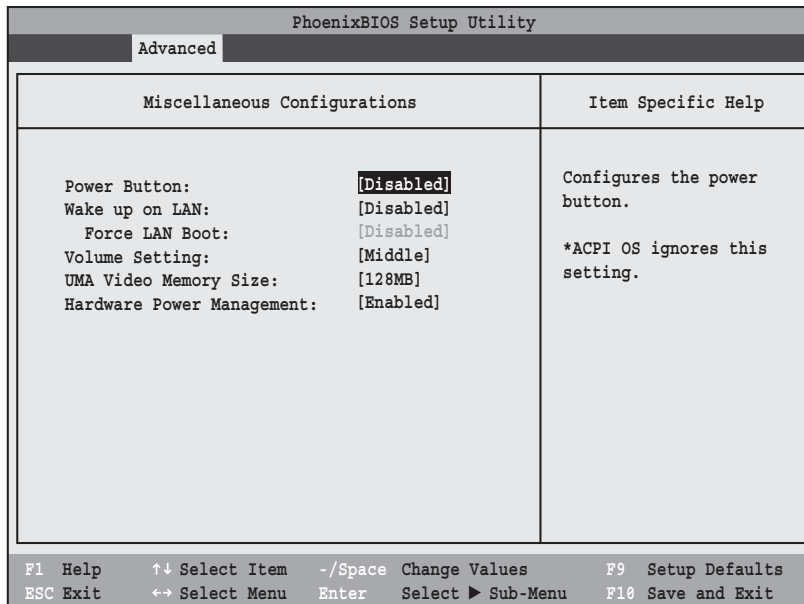 PhoenixBIOS Setup Utility
Advanced
Miscellaneous Configurations
Item Specific Help
Power Button: [Disabled]
Wake up on LAN: [Disabled]
Force LAN Boot: [Disabled]
Volume Setting: [Middle]
UMA Video Memory Size: [128MB]
Hardware Power Management: [Enabled]
Configures the power
button.
*ACPI OS ignores this
setting.
F1 Help ↑↓ Select Item -/Space Change Values F9 Setup Defaults
ESC Exit ←→ Select Menu Enter Select ▶ Sub-Menu F10 Save and Exit